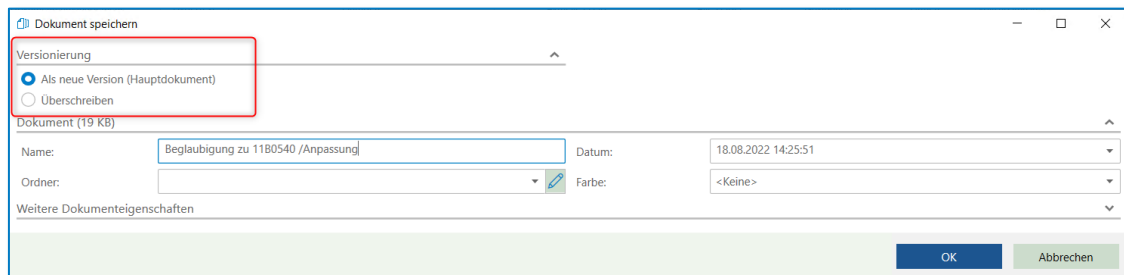 Dokument speichern
Versionierung
Als neue Version (Hauptdokument)
Überschreiben
Dokument (19 KB)
Name: Beglaubigung zu 11B0540 /Anpassung Datum: 18.08.2022 14:25:51
Ordner: Farbe: <Keine>
Weitere Dokumenteigenschaften
OK Abbrechen